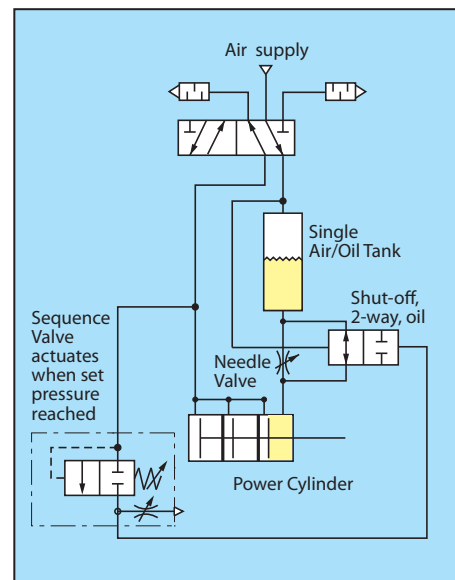 Air supply
Single
Air/Oil Tank
Shut-off,
2-way, oil
Sequence
Valve
actuates
when set
pressure
reached
Needle
Valve
Power Cylinder